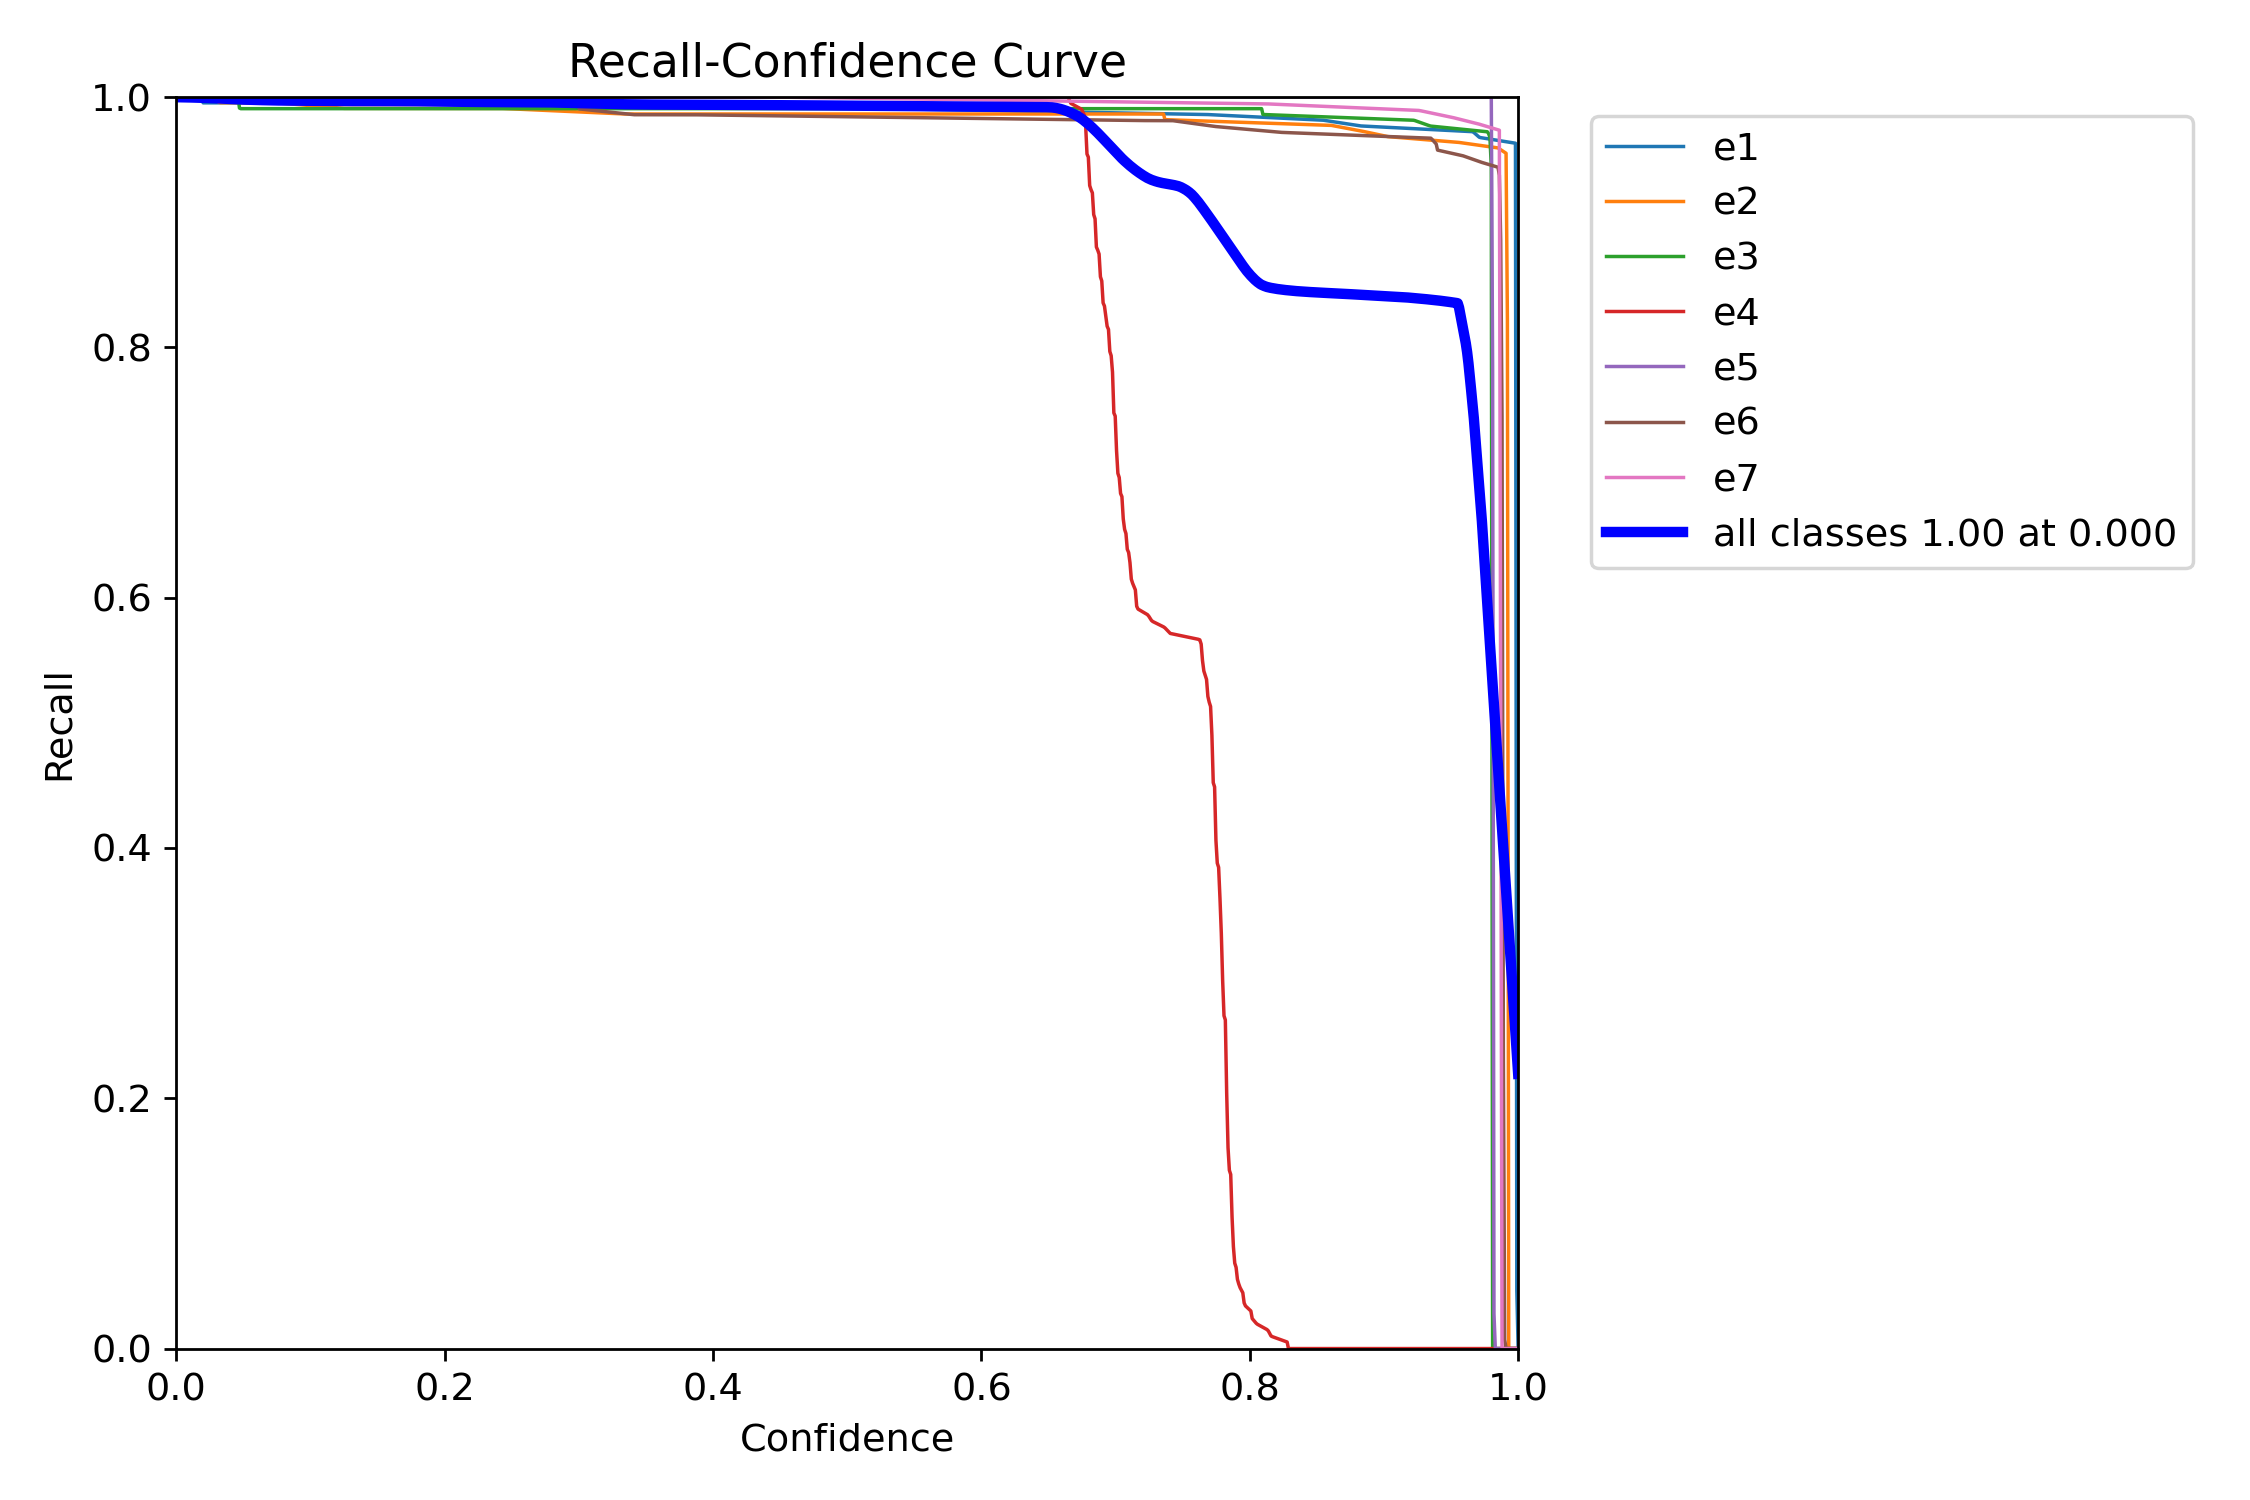 Recall-Confidence Curve
1.0
0.8
0.6
0.4
0.2
0.0
Recall
0.0 0.2 0.4 0.6 0.8 1.0
Confidence
e1
e2
e3
e4
e5
e6
e7
all classes 1.00 at 0.000